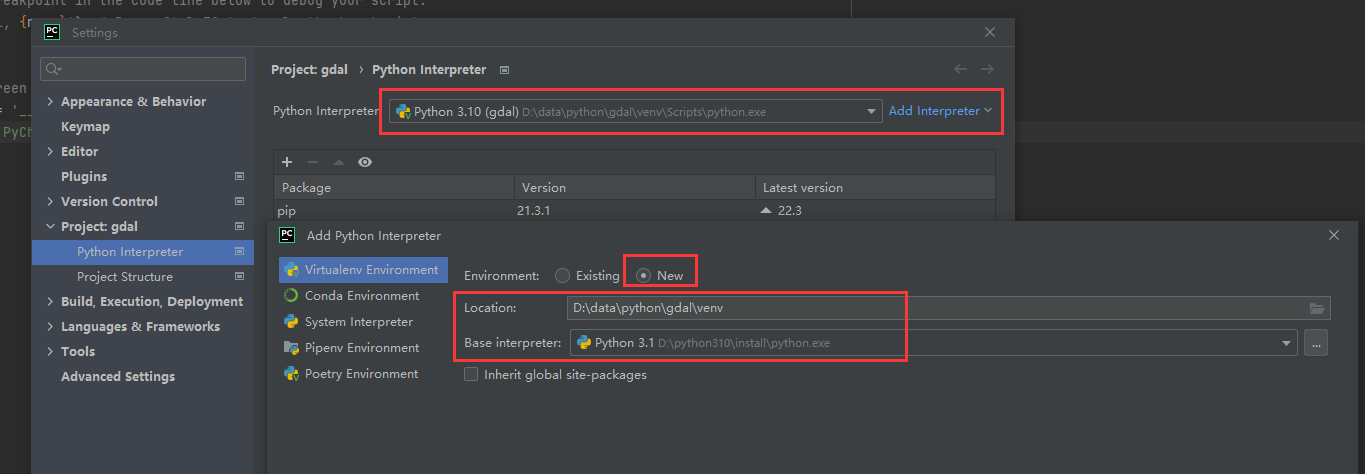 eakpoint in the code line below to debug your script.
PC Settings
Project: gdal › Python Interpreter
Appearance & Behavior
Keymap
Editor
Plugins
Version Control
Project: gdal
Python Interpreter
Project Structure
Build, Execution, Deployment
Languages & Frameworks
Tools
Advanced Settings
Python Interpreter Python 3.10 (gdal) D:\data\python\gdal\venv\Scripts\python.exe Add Interpreter
Package Version Latest version
pip 21.3.1 22.3
reen
= '__
PyCh
PC Add Python Interpreter
Virtualenv Environment
Conda Environment
System Interpreter
Pipenv Environment
Poetry Environment
Environment: Existing New
Location: D:\data\python\gdal\venv
Base interpreter: Python 3.1 D:\python310\install\python.exe ...
Inherit global site-packages